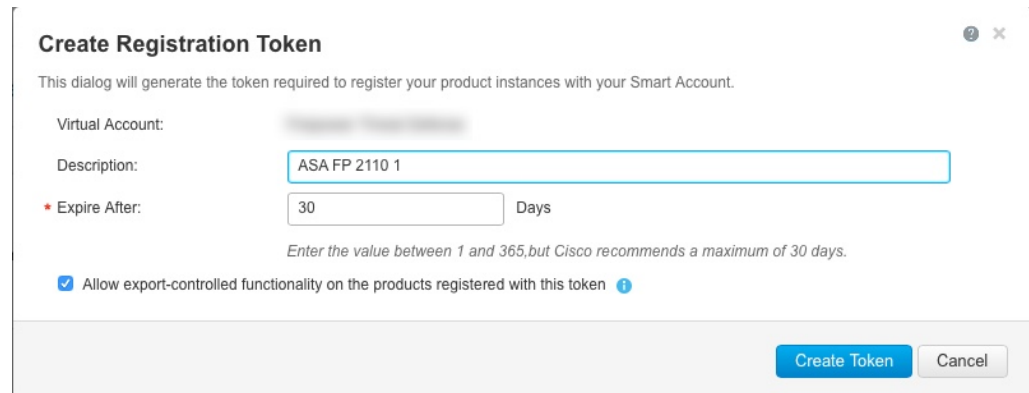 Create Registration Token
This dialog will generate the token required to register your product instances with your Smart Account.
Virtual Account:
Description: ASA FP 2110 1
* Expire After: 30 Days
Enter the value between 1 and 365,but Cisco recommends a maximum of 30 days.
Allow export-controlled functionality on the products registered with this token
Create Token Cancel